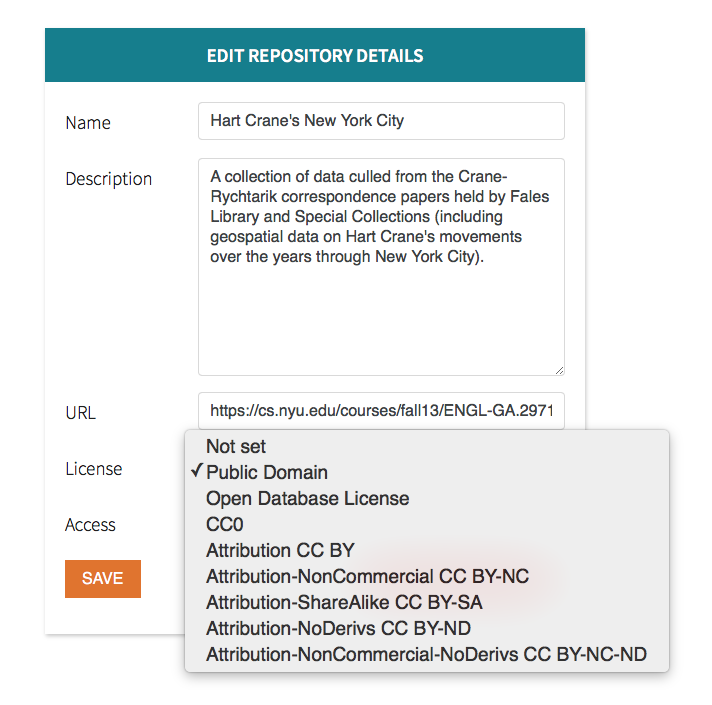 EDIT REPOSITORY DETAILS
Name
Hart Crane's New York City
Description
A collection of data culled from the Crane-
Rychtarik correspondence papers held by Fales
Library and Special Collections (including
geospatial data on Hart Crane's movements
over the years through New York City).
URL
https://cs.nyu.edu/courses/fall13/ENGL-GA.2971
License
Not set
✓Public Domain
Open Database License
CC0
Attribution CC BY
Attribution-NonCommercial CC BY-NC
Attribution-ShareAlike CC BY-SA
Attribution-NoDerivs CC BY-ND
Attribution-NonCommercial-NoDerivs CC BY-NC-ND
Access
SAVE